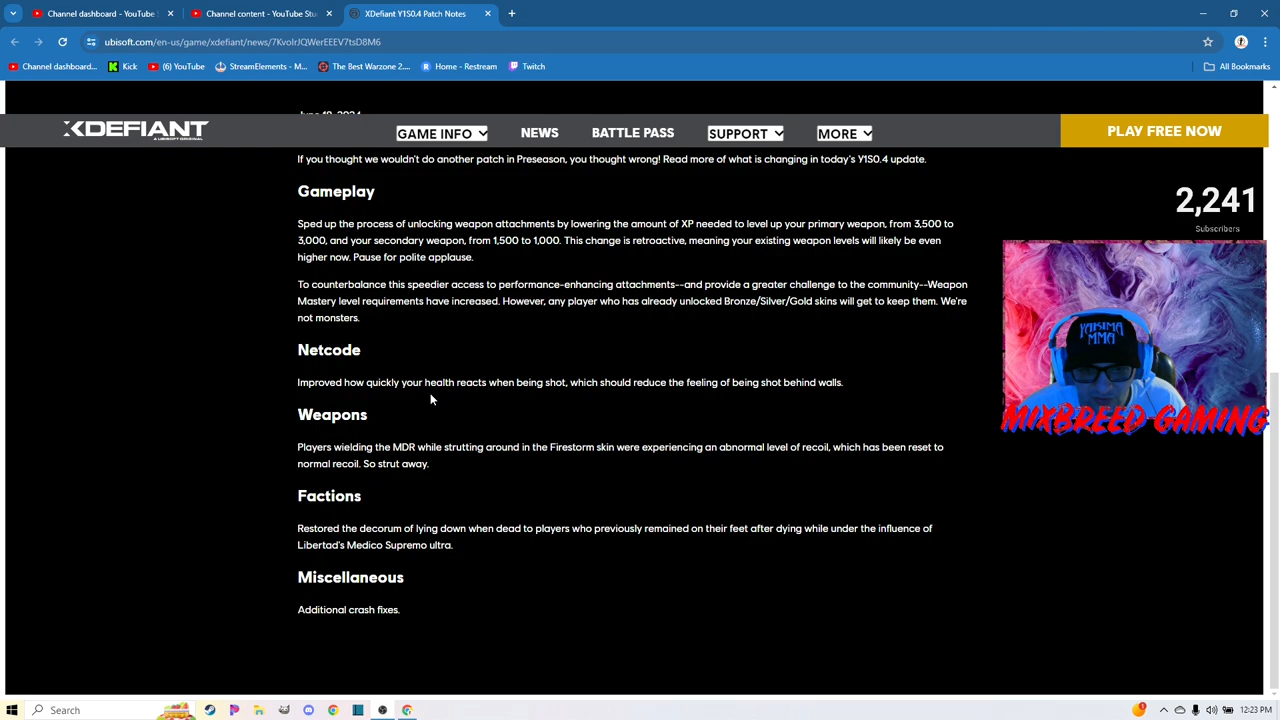 Channel dashboard - YouTube S
Channel content - YouTube Stu
XDefiant Y1S0.4 Patch Notes
ubisoft.com/en-us/game/xdefiant/news/7KvolrJQWerEEEV7tsD8M6
Channel dashboard...
Kick
(6) YouTube
StreamElements - M...
The Best Warzone 2....
Home - Restream
Twitch
All Bookmarks
XDEFIANT
A UBISOFT ORIGINAL
GAME INFO
NEWS
BATTLE PASS
SUPPORT
MORE
PLAY FREE NOW
If you thought we wouldn't do another patch in Preseason, you thought wrong! Read more of what is changing in today's Y1S0.4 update.
Gameplay
Sped up the process of unlocking weapon attachments by lowering the amount of XP needed to level up your primary weapon, from 3,500 to
3,000, and your secondary weapon, from 1,500 to 1,000. This change is retroactive, meaning your existing weapon levels will likely be even
higher now. Pause for polite applause.
To counterbalance this speedier access to performance-enhancing attachments--and provide a greater challenge to the community--Weapon
Mastery level requirements have increased. However, any player who has already unlocked Bronze/Silver/Gold skins will get to keep them. We're
not monsters.
Netcode
Improved how quickly your health reacts when being shot, which should reduce the feeling of being shot behind walls.
Weapons
Players wielding the MDR while strutting around in the Firestorm skin were experiencing an abnormal level of recoil, which has been reset to
normal recoil. So strut away.
Factions
Restored the decorum of lying down when dead to players who previously remained on their feet after dying while under the influence of
Libertad's Medico Supremo ultra.
Miscellaneous
Additional crash fixes.
2,241
Subscribers
YAKIMA
MMA
MIXBREED GAMING
Search
1
12:23 PM